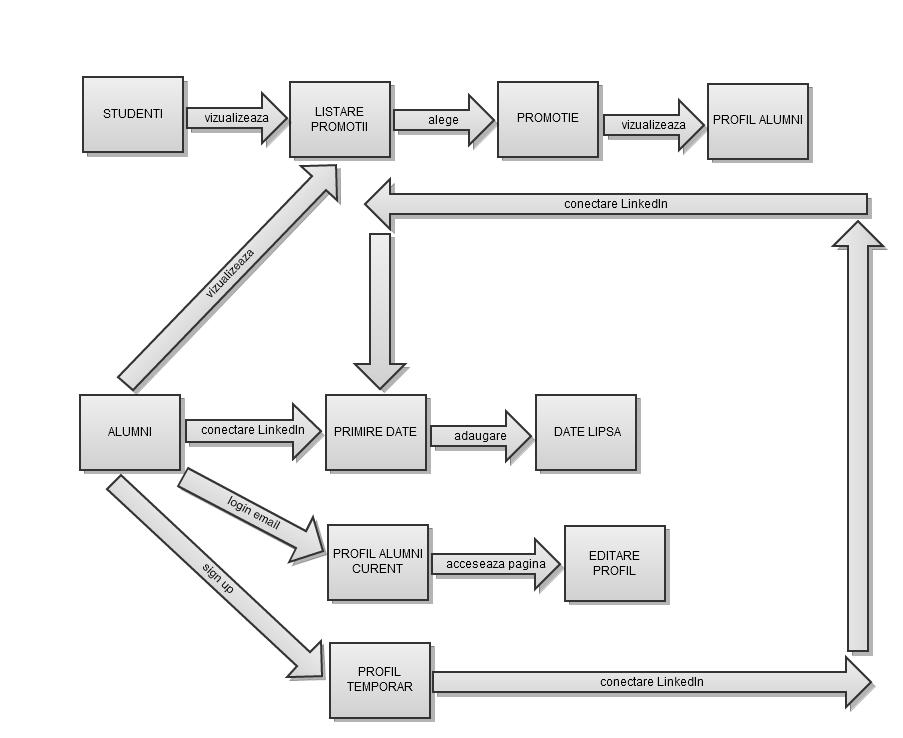 STUDENTI
vizualizeaza
LISTARE
PROMOTII
alege
PROMOTIE
vizualizeaza
PROFIL ALUMNI
conectare LinkedIn
vizualizeaza
ALUMNI
conectare LinkedIn
PRIMIRE DATE
adaugare
DATE LIPSA
login email
PROFIL ALUMNI
CURENT
acceseaza pagina
EDITARE
PROFIL
sign up
PROFIL
TEMPORAR
conectare LinkedIn